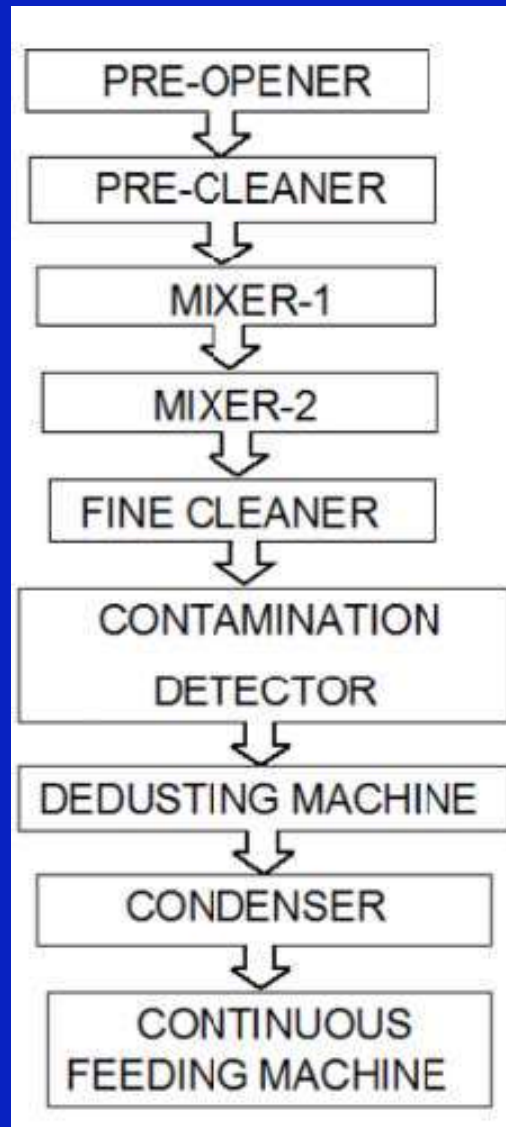 PRE-OPENER
PRE-CLEANER
MIXER-1
MIXER-2
FINE CLEANER
CONTAMINATION
DETECTOR
DEDUSTING MACHINE
CONDENSER
CONTINUOUS
FEEDING MACHINE